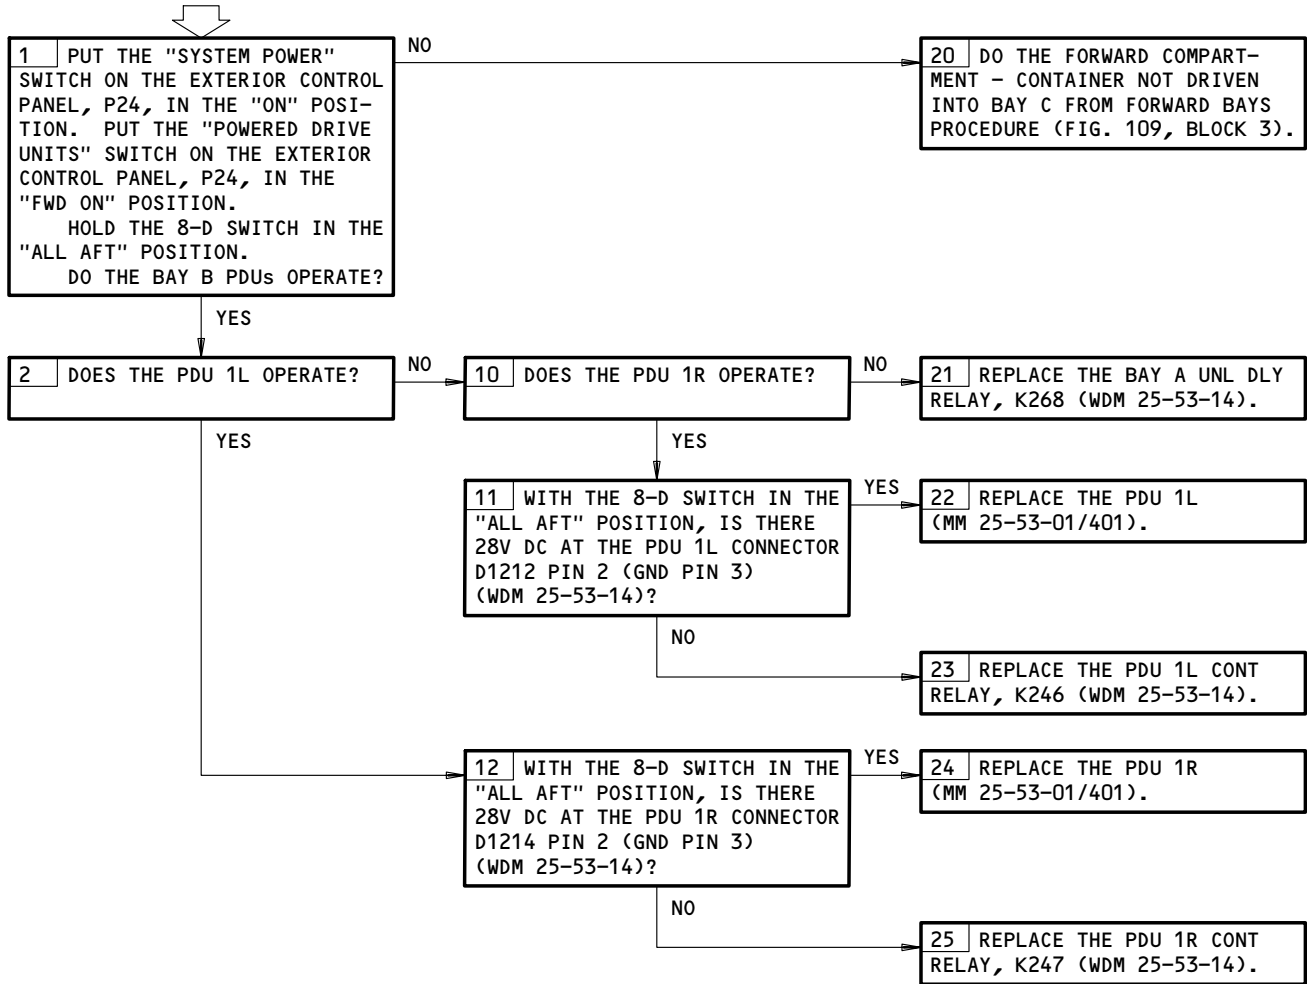 1 PUT THE "SYSTEM POWER"
SWITCH ON THE EXTERIOR CONTROL
PANEL, P24, IN THE "ON" POSI-
TION. PUT THE "POWERED DRIVE
UNITS" SWITCH ON THE EXTERIOR
CONTROL PANEL, P24, IN THE
"FWD ON" POSITION.
HOLD THE 8-D SWITCH IN THE
"ALL AFT" POSITION.
DO THE BAY B PDUs OPERATE?
NO
20 DO THE FORWARD COMPART-
MENT - CONTAINER NOT DRIVEN
INTO BAY C FROM FORWARD BAYS
PROCEDURE (FIG. 109, BLOCK 3).
YES
2 DOES THE PDU 1L OPERATE?
NO
10 DOES THE PDU 1R OPERATE?
NO
21 REPLACE THE BAY A UNL DLY
RELAY, K268 (WDM 25-53-14).
YES
YES
11 WITH THE 8-D SWITCH IN THE
"ALL AFT" POSITION, IS THERE
28V DC AT THE PDU 1L CONNECTOR
D1212 PIN 2 (GND PIN 3)
(WDM 25-53-14)?
YES
22 REPLACE THE PDU 1L
(MM 25-53-01/401).
NO
23 REPLACE THE PDU 1L CONT
RELAY, K246 (WDM 25-53-14).
12 WITH THE 8-D SWITCH IN THE
"ALL AFT" POSITION, IS THERE
28V DC AT THE PDU 1R CONNECTOR
D1214 PIN 2 (GND PIN 3)
(WDM 25-53-14)?
YES
24 REPLACE THE PDU 1R
(MM 25-53-01/401).
NO
25 REPLACE THE PDU 1R CONT
RELAY, K247 (WDM 25-53-14).